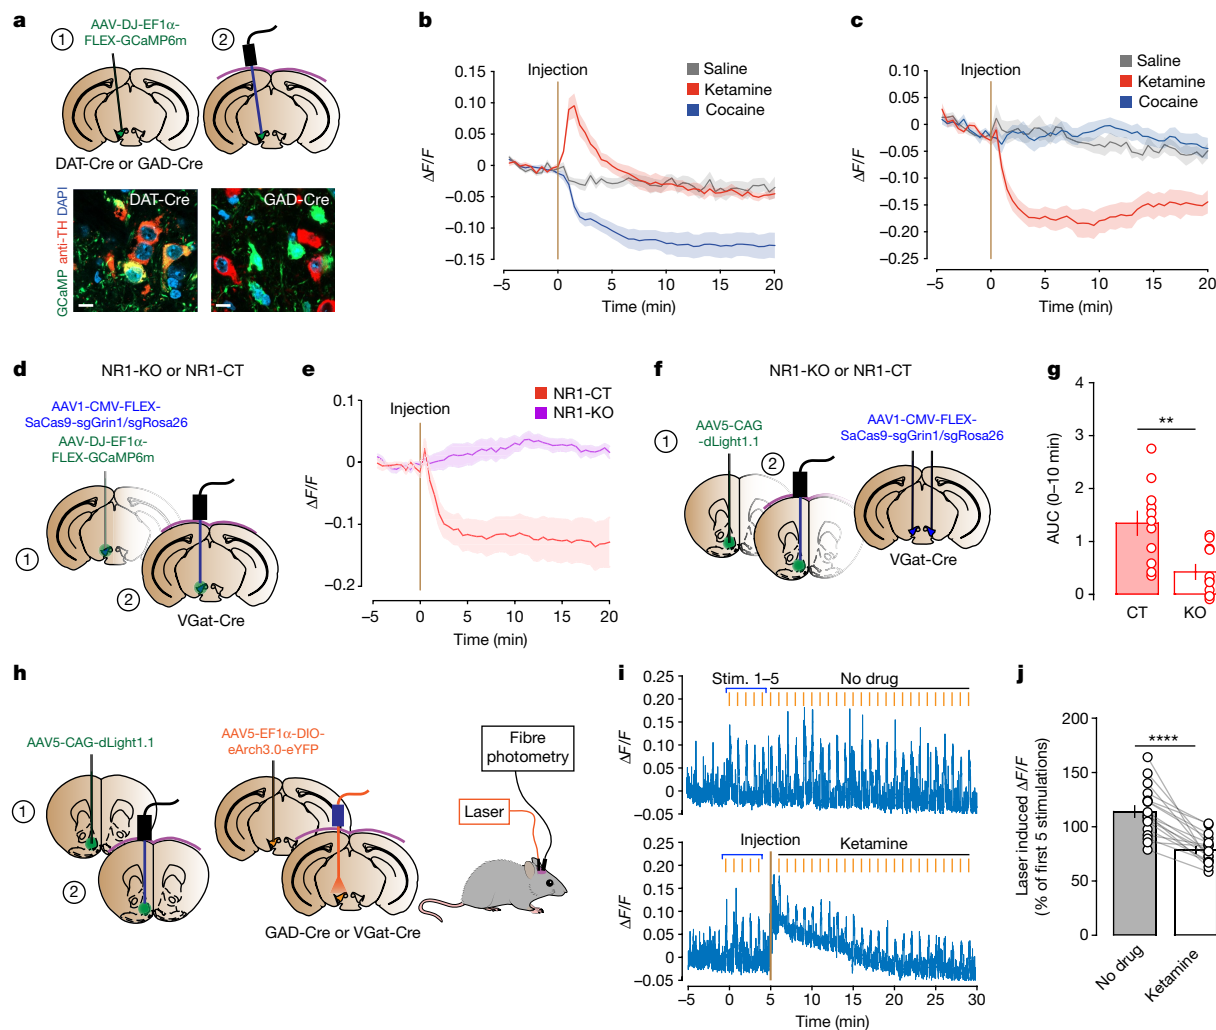 a
AAV-DJ-EF1α-
FLEX-GCaMP6m
1
2
DAT-Cre or GAD-Cre
GCaMP anti-TH DAPI
DAT-Cre
GAD-Cre
b
Injection
Saline
Ketamine
Cocaine
0.15
0.10
0.05
0
−0.05
−0.10
−0.15
ΔF/F
−5
0
5
10
15
20
Time (min)
c
Injection
Saline
Ketamine
Cocaine
0.05
0
−0.05
−0.10
−0.15
−0.20
−0.25
ΔF/F
−5
0
5
10
15
20
Time (min)
d
NR1-KO or NR1-CT
AAV1-CMV-FLEX-
SaCas9-sgGrin1/sgRosa26
AAV-DJ-EF1α-
FLEX-GCaMP6m
1
2
VGat-Cre
e
NR1-CT
NR1-KO
Injection
0.1
0
−0.1
−0.2
ΔF/F
−5
0
5
10
15
20
Time (min)
f
NR1-KO or NR1-CT
AAV5-CAG
-dLight1.1
AAV1-CMV-FLEX-
SaCas9-sgGrin1/sgRosa26
1
2
VGat-Cre
g
4
3
2
1
0
AUC (0–10 min)
**
CT
KO
h
AAV5-CAG-dLight1.1
AAV5-EF1α-DIO-
eArch3.0-eYFP
1
2
GAD-Cre or VGat-Cre
Fibre
photometry
Laser
i
Stim. 1–5
No drug
0.25
0.20
0.15
0.10
0.05
0
−0.05
ΔF/F
Injection
Ketamine
0.25
0.20
0.15
0.10
0.05
0
−0.05
ΔF/F
−5
0
5
10
15
20
25
30
Time (min)
j
200
150
100
50
0
Laser induced ΔF/F
(% of first 5 stimulations)
****
No drug
Ketamine